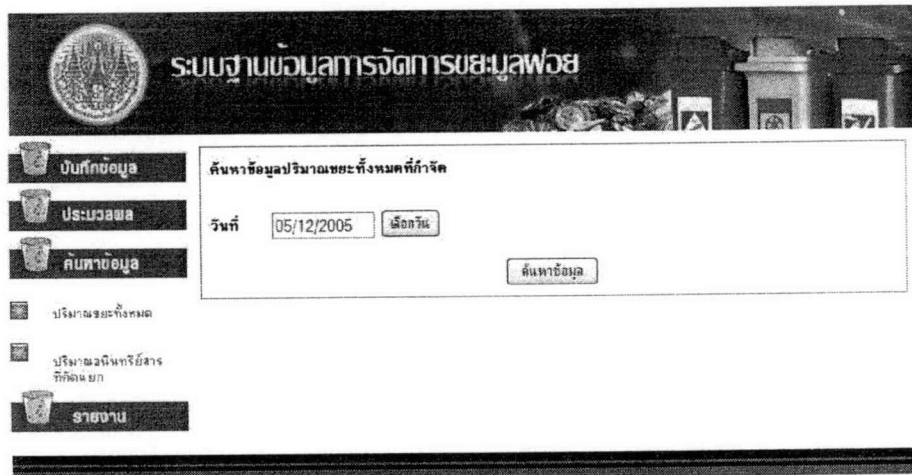 ระบบฐานข้อมูลการจัดการขยะมูลฝอย
บันทึกข้อมูล
ประมวลผล
ค้นหาข้อมูล
ปริมาณขยะทั้งหมด
ปริมาณอนินทรีย์สาร
ที่คัดแยก
รายงาน
ค้นหาข้อมูลปริมาณขยะทั้งหมดที่กำจัด
วันที่ 05/12/2005 เลือกวัน
ค้นหาข้อมูล